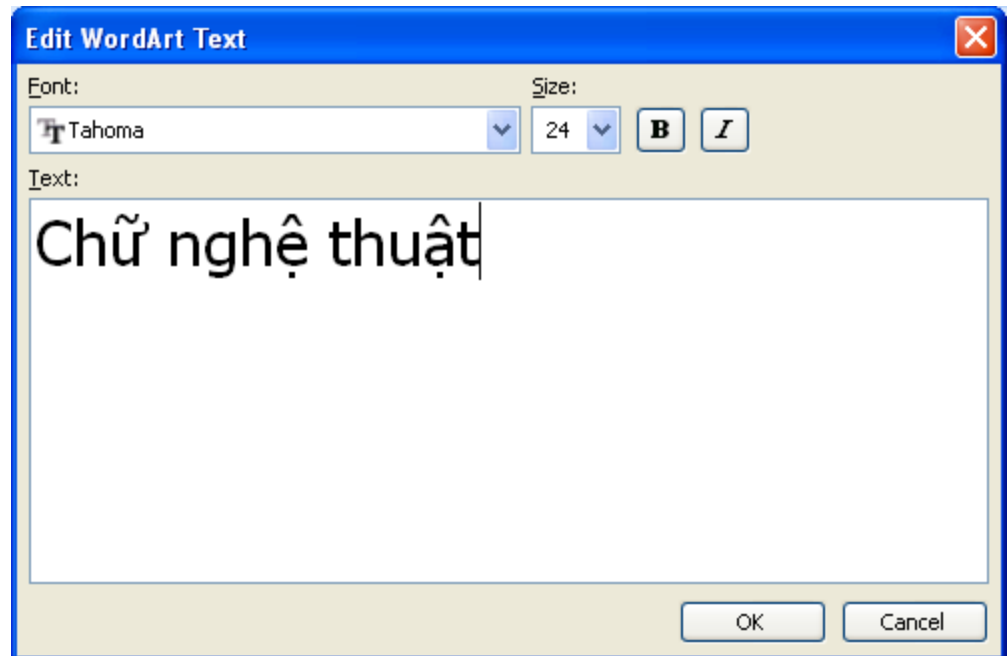 Edit WordArt Text
Font: Size:
Tahoma 24 B I
Text:
Chữ nghệ thuật
OK Cancel